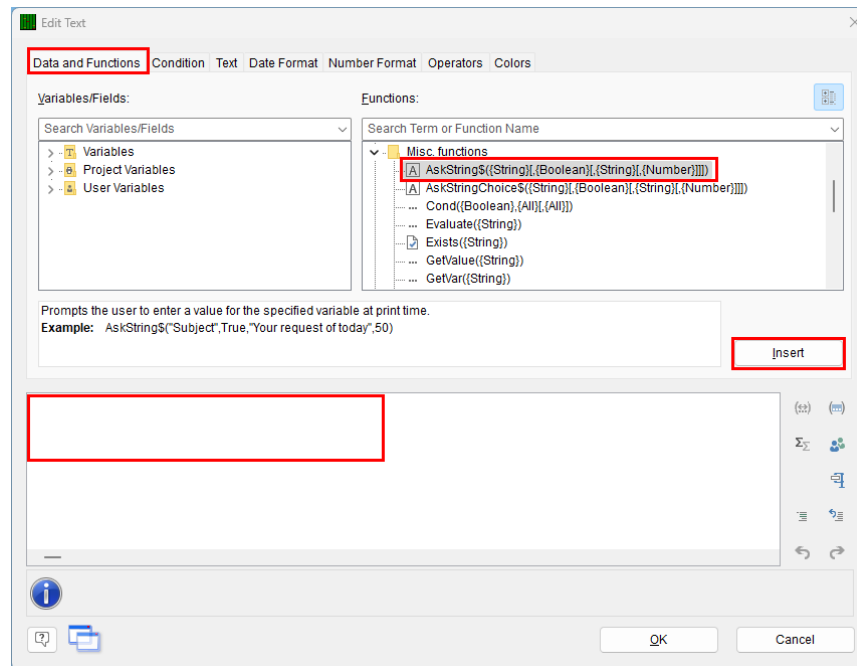 Edit Text
Data and Functions Condition Text Date Format Number Format Operators Colors
Variables/Fields: Functions:
Search Variables/Fields Search Term or Function Name
Variables
Project Variables
User Variables
Misc. functions
AskString$({String}[,{Boolean}[,{String}[,{Number}]]])
AskStringChoice$({String}[,{Boolean}[,{String}[,{Number}]]])
Cond({Boolean},{All}[,{All}])
Evaluate({String})
Exists({String})
GetValue({String})
GetVar({String})
Prompts the user to enter a value for the specified variable at print time.
Example: AskString$("Subject",True,"Your request of today",50)
Insert
OK Cancel